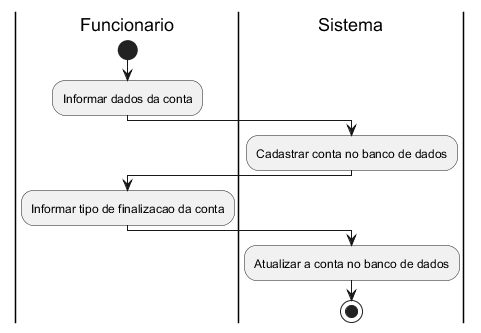 Funcionario
Sistema
Informar dados da conta
Cadastrar conta no banco de dados
Informar tipo de finalizacao da conta
Atualizar a conta no banco de dados